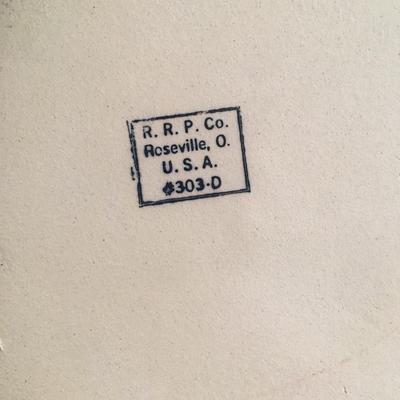 R. R. P. Co.
Roseville, O.
U. S. A.
#303-D